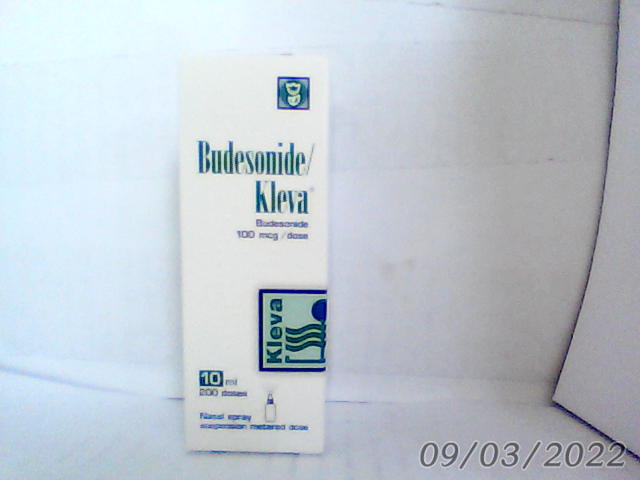 Budesonide/
Kleva®
Budesonide
100 mcg/dose
Kleva
10 ml
200 doses
Nasal spray
suspension metered dose
09/03/2022